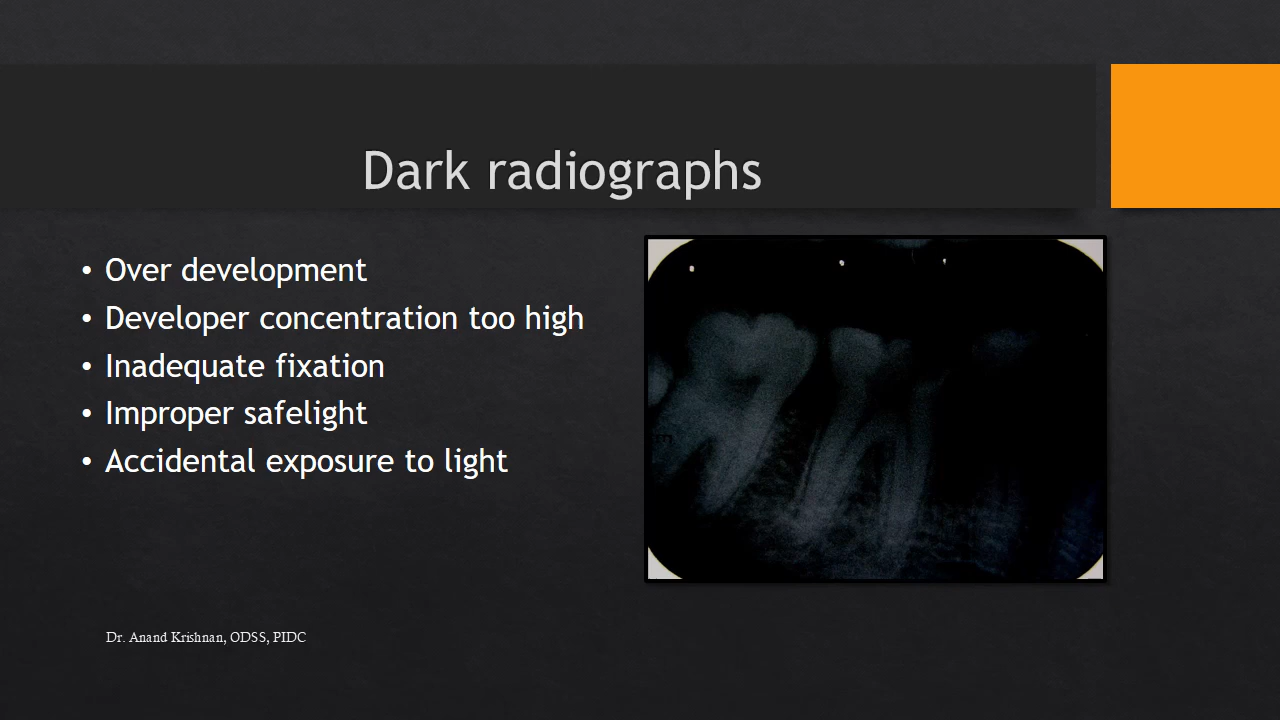 Dark radiographs
• Over development
• Developer concentration too high
• Inadequate fixation
• Improper safelight
• Accidental exposure to light
Dr. Anand Krishnan, ODSS, PIDC